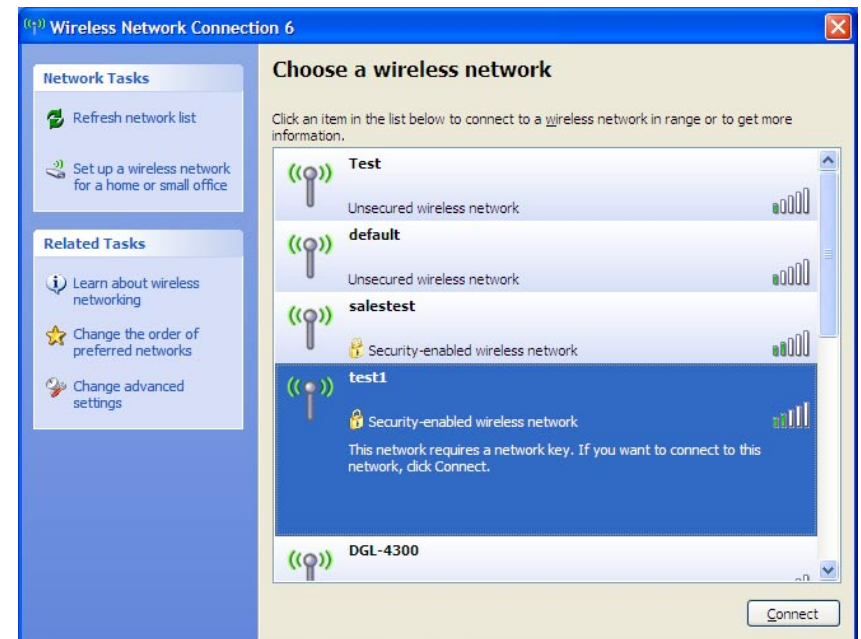 Wireless Network Connection 6
Network Tasks
Refresh network list
Set up a wireless network
for a home or small office
Related Tasks
Learn about wireless
networking
Change the order of
preferred networks
Change advanced
settings
Choose a wireless network
Click an item in the list below to connect to a wireless network in range or to get more
information.
Test
Unsecured wireless network
default
Unsecured wireless network
salestest
Security-enabled wireless network
test1
Security-enabled wireless network
This network requires a network key. If you want to connect to this
network, click Connect.
DGL-4300
Connect